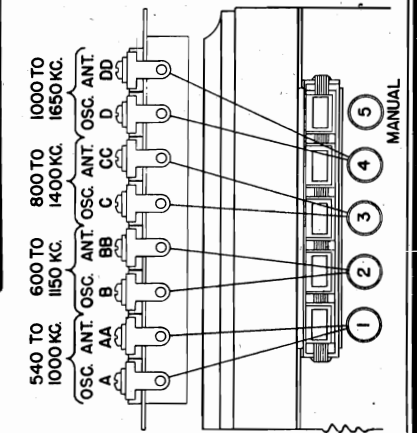 540 TO 1000 KC. 600 TO 1150 KC. 800 TO 1400 KC. 1000 TO 1650 KC.
OSC. ANT. OSC. ANT. OSC. ANT. OSC. ANT.
A AA B BB C CC D DD
1 2 3 4 5
MANUAL